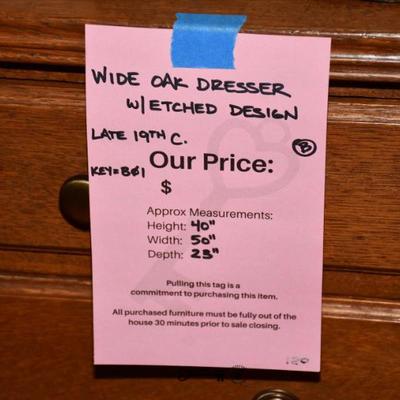 WIDE OAK DRESSER
W/ETCHED DESIGN
LATE 19TH C.
B
KEY=B01
Our Price:
$
Approx Measurements:
Height: 40"
Width: 50"
Depth: 23"
Pulling this tag is a
commitment to purchasing this item.
All purchased furniture must be fully out of the
house 30 minutes prior to sale closing.